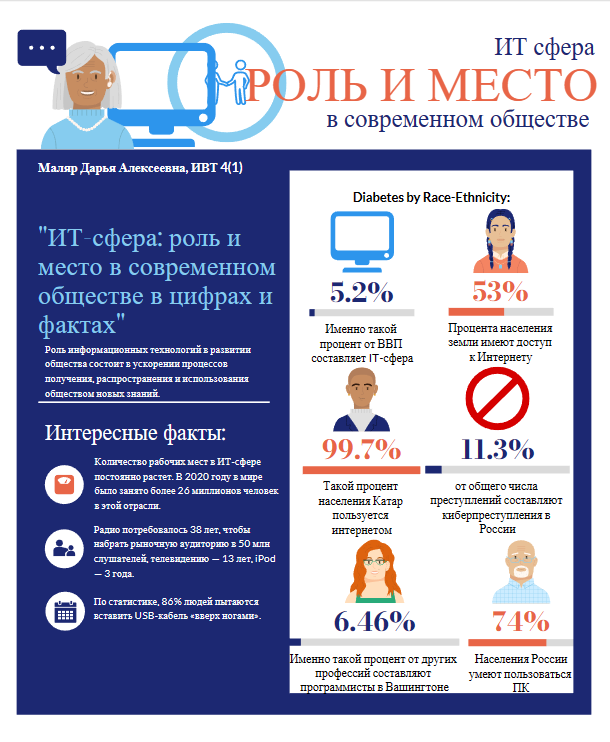 ИТ сфера
РОЛЬ И МЕСТО
в современном обществе
Маляр Дарья Алексеевна, ИВТ 4(1)
"ИТ-сфера: роль и
место в современном
обществе в цифрах и
фактах"
Роль информационных технологий в развитии
общества состоит в ускорении процессов
получения, распространения и использования
обществом новых знаний.
Интересные факты:
Количество рабочих мест в ИТ-сфере
постоянно растет. В 2020 году в мире
было занято более 26 миллионов человек
в этой отрасли.
Радио потребовалось 38 лет, чтобы
набрать рыночную аудиторию в 50 млн
слушателей, телевидению — 13 лет, iPod
— 3 года.
По статистике, 86% людей пытаются
вставить USB-кабель «вверх ногами».
Diabetes by Race-Ethnicity:
5.2%
Именно такой
процент от ВВП
составляет IT-сфера
53%
Процента населения
земли имеют доступ
к Интернету
99.7%
Такой процент
населения Катар
пользуется
интернетом
11.3%
от общего числа
преступлений составляют
киберпреступления в
России
6.46%
Именно такой процент от других
профессий составляют
программисты в Вашингтоне
74%
Населения России
умеют пользоваться
ПК